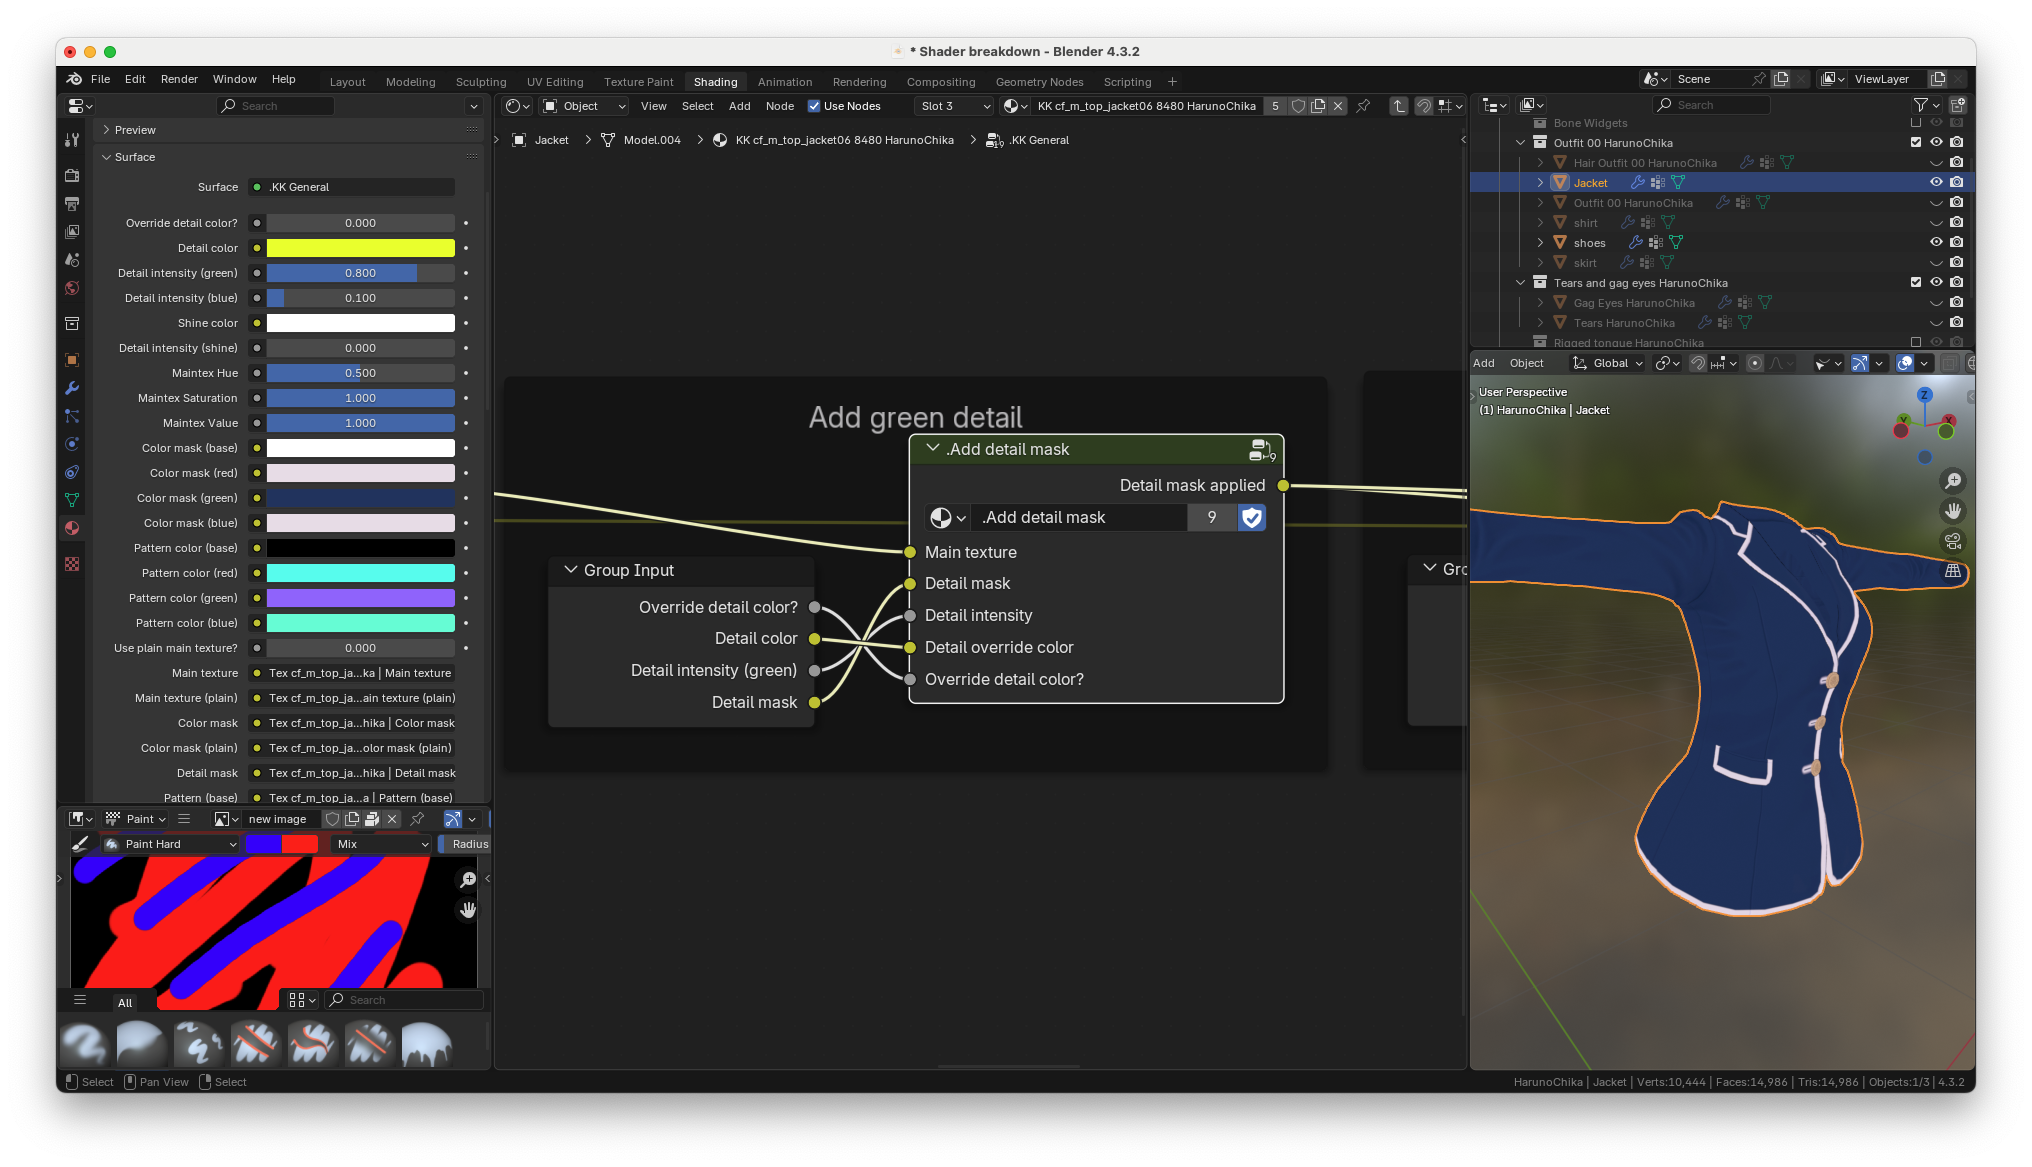 * Shader breakdown - Blender 4.3.2
File Edit Render Window Help Layout Modeling Sculpting UV Editing Texture Paint Shading Animation Rendering Compositing Geometry Nodes Scripting + Scene ViewLayer
Search
Preview
Surface
Surface .KK General
Override detail color? 0.000
Detail color
Detail intensity (green) 0.800
Detail intensity (blue) 0.100
Shine color
Detail intensity (shine) 0.000
Maintex Hue 0.500
Maintex Saturation 1.000
Maintex Value 1.000
Color mask (base)
Color mask (red)
Color mask (green)
Color mask (blue)
Pattern color (base)
Pattern color (red)
Pattern color (green)
Pattern color (blue)
Use plain main texture? 0.000
Main texture Tex cf_m_top_ja...ka | Main texture
Main texture (plain) Tex cf_m_top_ja...ain texture (plain)
Color mask Tex cf_m_top_ja...hika | Color mask
Color mask (plain) Tex cf_m_top_ja...olor mask (plain)
Detail mask Tex cf_m_top_ja...hika | Detail mask
Pattern (base) Tex cf_m_top_ja...a | Pattern (base)
Paint new image
Paint Hard Mix Radius
All Search
Object View Select Add Node Use Nodes Slot 3 KK cf_m_top_jacket06 8480 HarunoChika 5
Jacket Model.004 KK cf_m_top_jacket06 8480 HarunoChika 19 .KK General
Add green detail
.Add detail mask 9
Detail mask applied
.Add detail mask 9
Main texture
Detail mask
Detail intensity
Detail override color
Override detail color?
Group Input
Override detail color?
Detail color
Detail intensity (green)
Detail mask
Gro
Search
Bone Widgets
Outfit 00 HarunoChika
Hair Outfit 00 HarunoChika
Jacket
Outfit 00 HarunoChika
shirt
shoes
skirt
Tears and gag eyes HarunoChika
Gag Eyes HarunoChika
Tears HarunoChika
Rigged tongue HarunoChika
Add Object Global
User Perspective
(1) HarunoChika | Jacket
Z
Y X
Select Pan View Select
HarunoChika | Jacket | Verts:10,444 | Faces:14,986 | Tris:14,986 | Objects:1/3 | 4.3.2